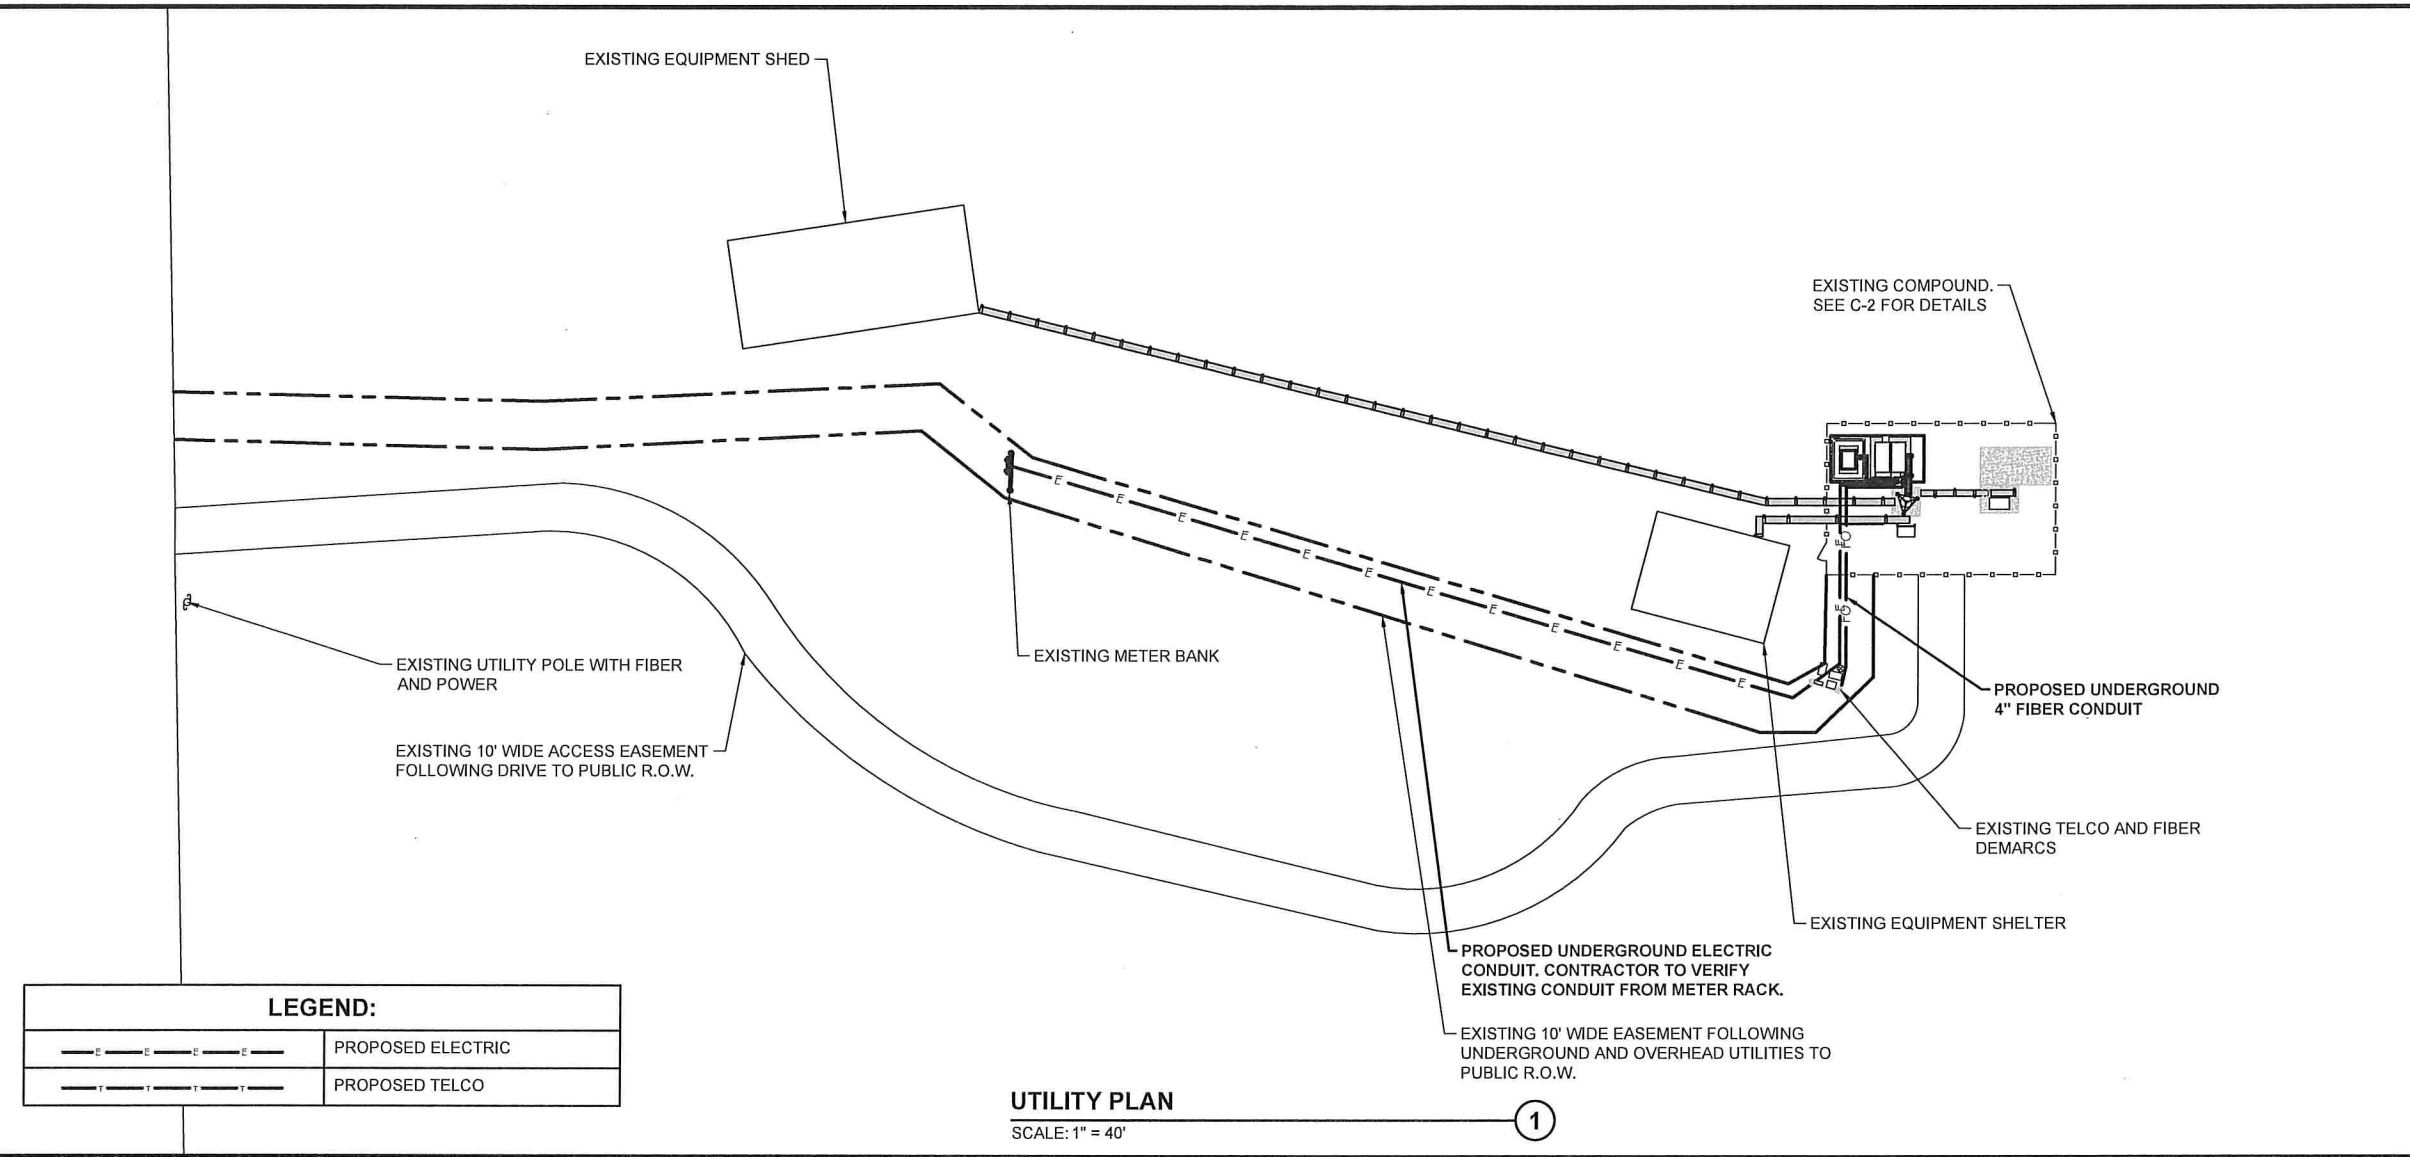 EXISTING EQUIPMENT SHED
EXISTING COMPOUND.
SEE C-2 FOR DETAILS
E E E E E E E E E E E E
FO
FO
E
E
EXISTING METER BANK
EXISTING UTILITY POLE WITH FIBER
AND POWER
PROPOSED UNDERGROUND
4" FIBER CONDUIT
EXISTING 10' WIDE ACCESS EASEMENT
FOLLOWING DRIVE TO PUBLIC R.O.W.
EXISTING TELCO AND FIBER
DEMARCS
EXISTING EQUIPMENT SHELTER
PROPOSED UNDERGROUND ELECTRIC
CONDUIT. CONTRACTOR TO VERIFY
EXISTING CONDUIT FROM METER RACK.
EXISTING 10' WIDE EASEMENT FOLLOWING
UNDERGROUND AND OVERHEAD UTILITIES TO
PUBLIC R.O.W.
LEGEND:
E E E E PROPOSED ELECTRIC
T T T T PROPOSED TELCO
UTILITY PLAN
1
SCALE: 1" = 40'